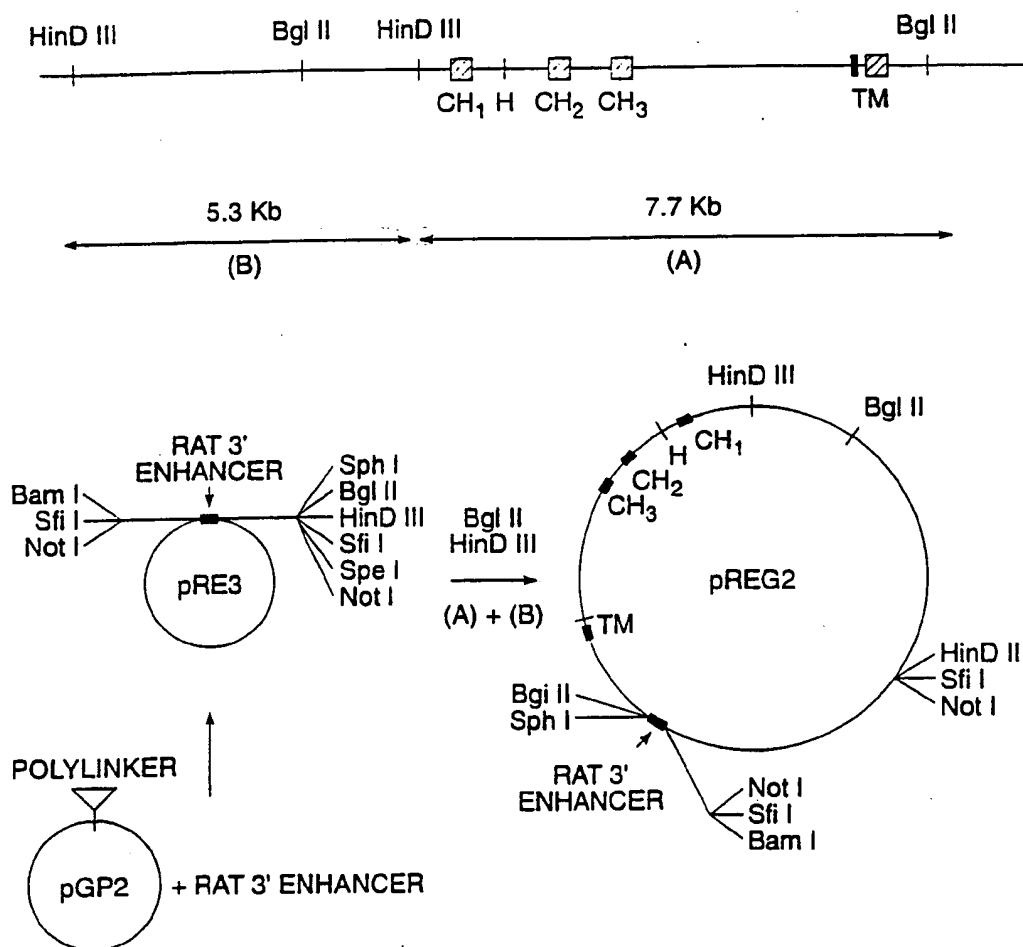 HinD III
Bgl II
HinD III
Bgl II
CH1
H
CH2
CH3
TM
5.3 Kb
7.7 Kb
(B)
(A)
RAT 3'
ENHANCER
Bam I
Sfi I
Not I
Sph I
Bgl II
HinD III
Sfi I
Spe I
Not I
pRE3
Bgl II
HinD III
(A) + (B)
HinD III
Bgl II
CH1
H
CH2
CH3
pREG2
TM
Bgi II
Sph I
HinD II
Sfi I
Not I
RAT 3'
ENHANCER
Not I
Sfi I
Bam I
POLYLINKER
pGP2
+ RAT 3' ENHANCER